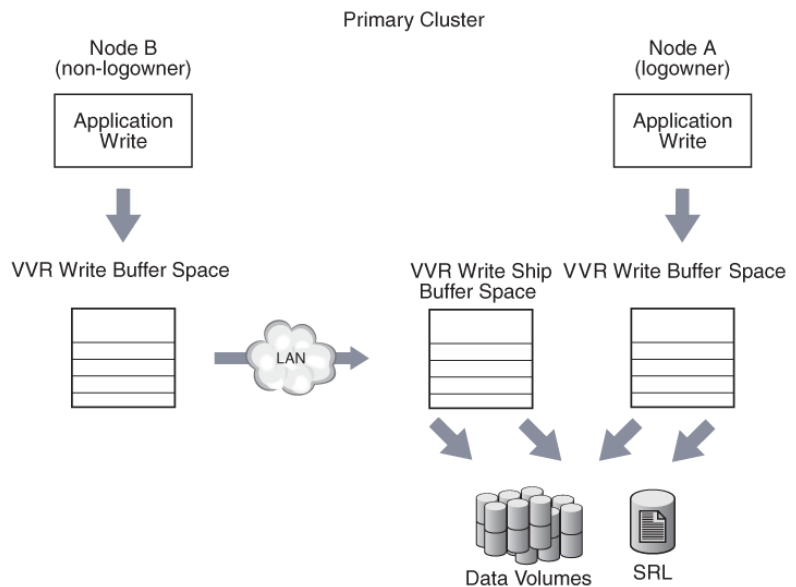 Primary Cluster
Node B
(non-logowner)
Node A
(logowner)
Application
Write
Application
Write
VVR Write Buffer Space
VVR Write Ship
Buffer Space
VVR Write Buffer Space
LAN
Data Volumes
SRL